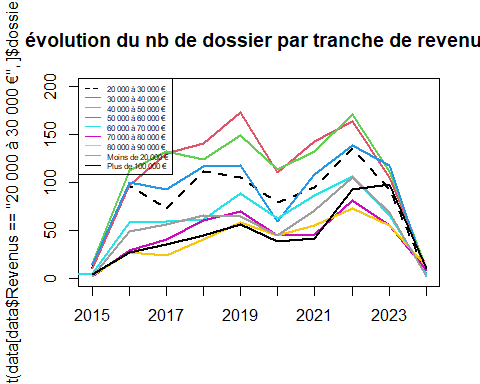 évolution du nb de dossier par tranche de revenu
t(data[data$Revenus == "20 000 à 30 000 €", ]$dossie
200
150
100
50
0
20 000 à 30 000 €
30 000 à 40 000 €
40 000 à 50 000 €
50 000 à 60 000 €
60 000 à 70 000 €
70 000 à 80 000 €
80 000 à 90 000 €
Moins de 20 000 €
Plus de 100 000 €
2015
2017
2019
2021
2023